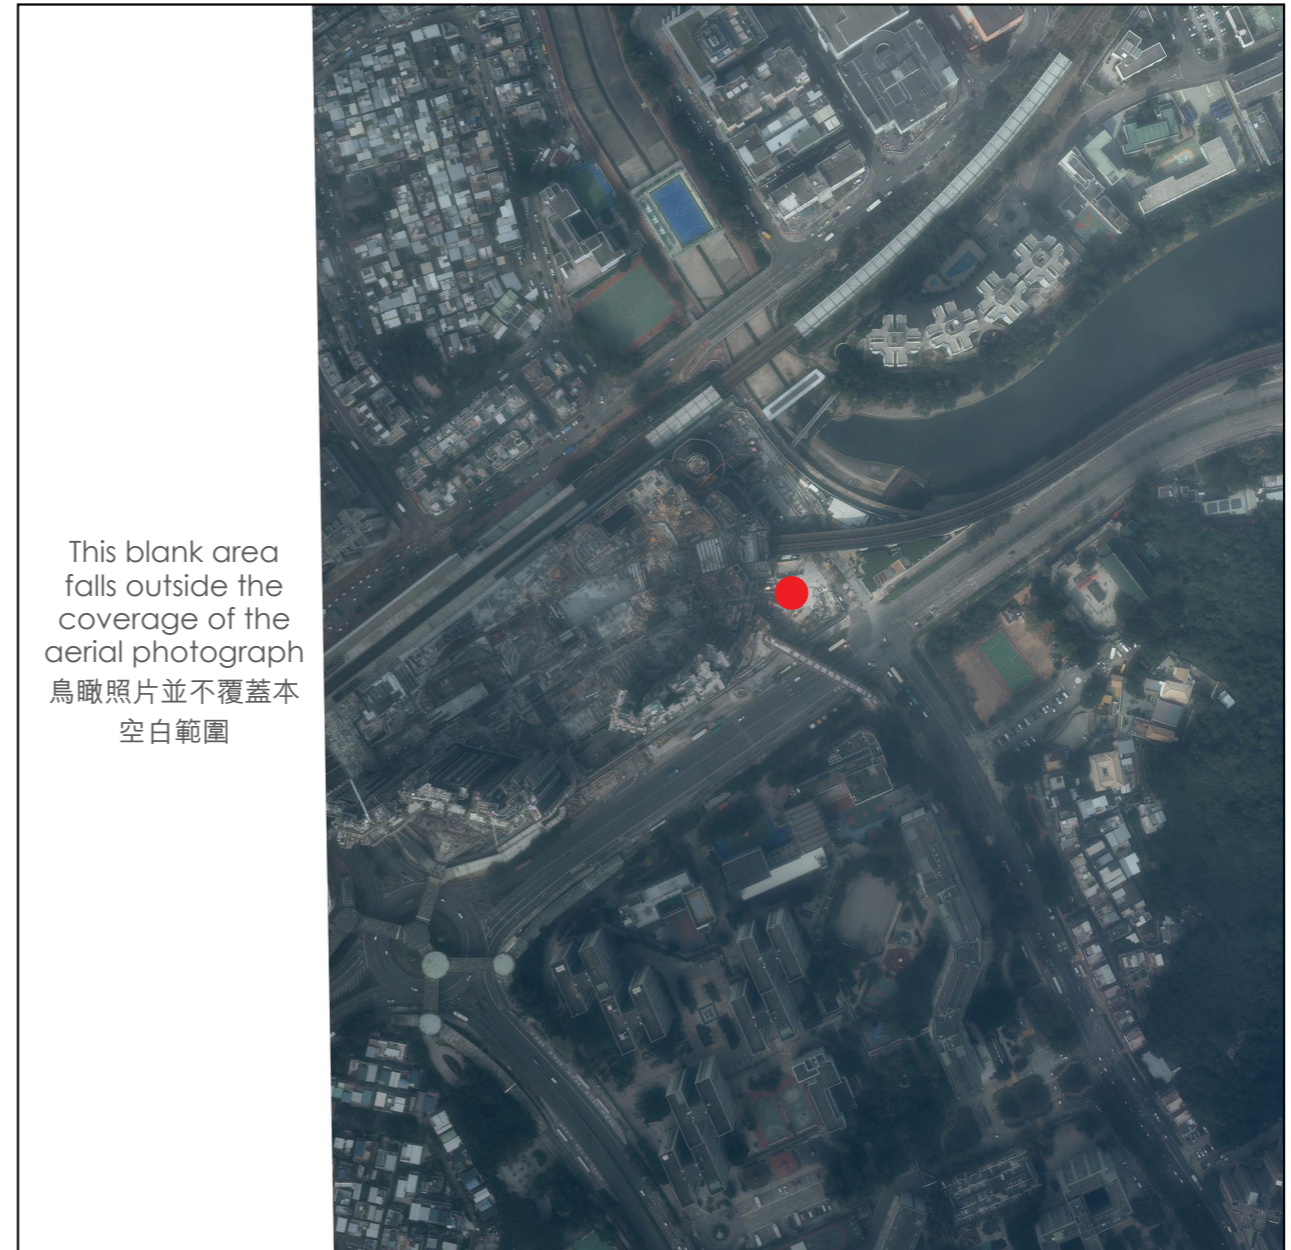 This blank area
falls outside the
coverage of the
aerial photograph
鳥瞰照片並不覆蓋本
空白範圍